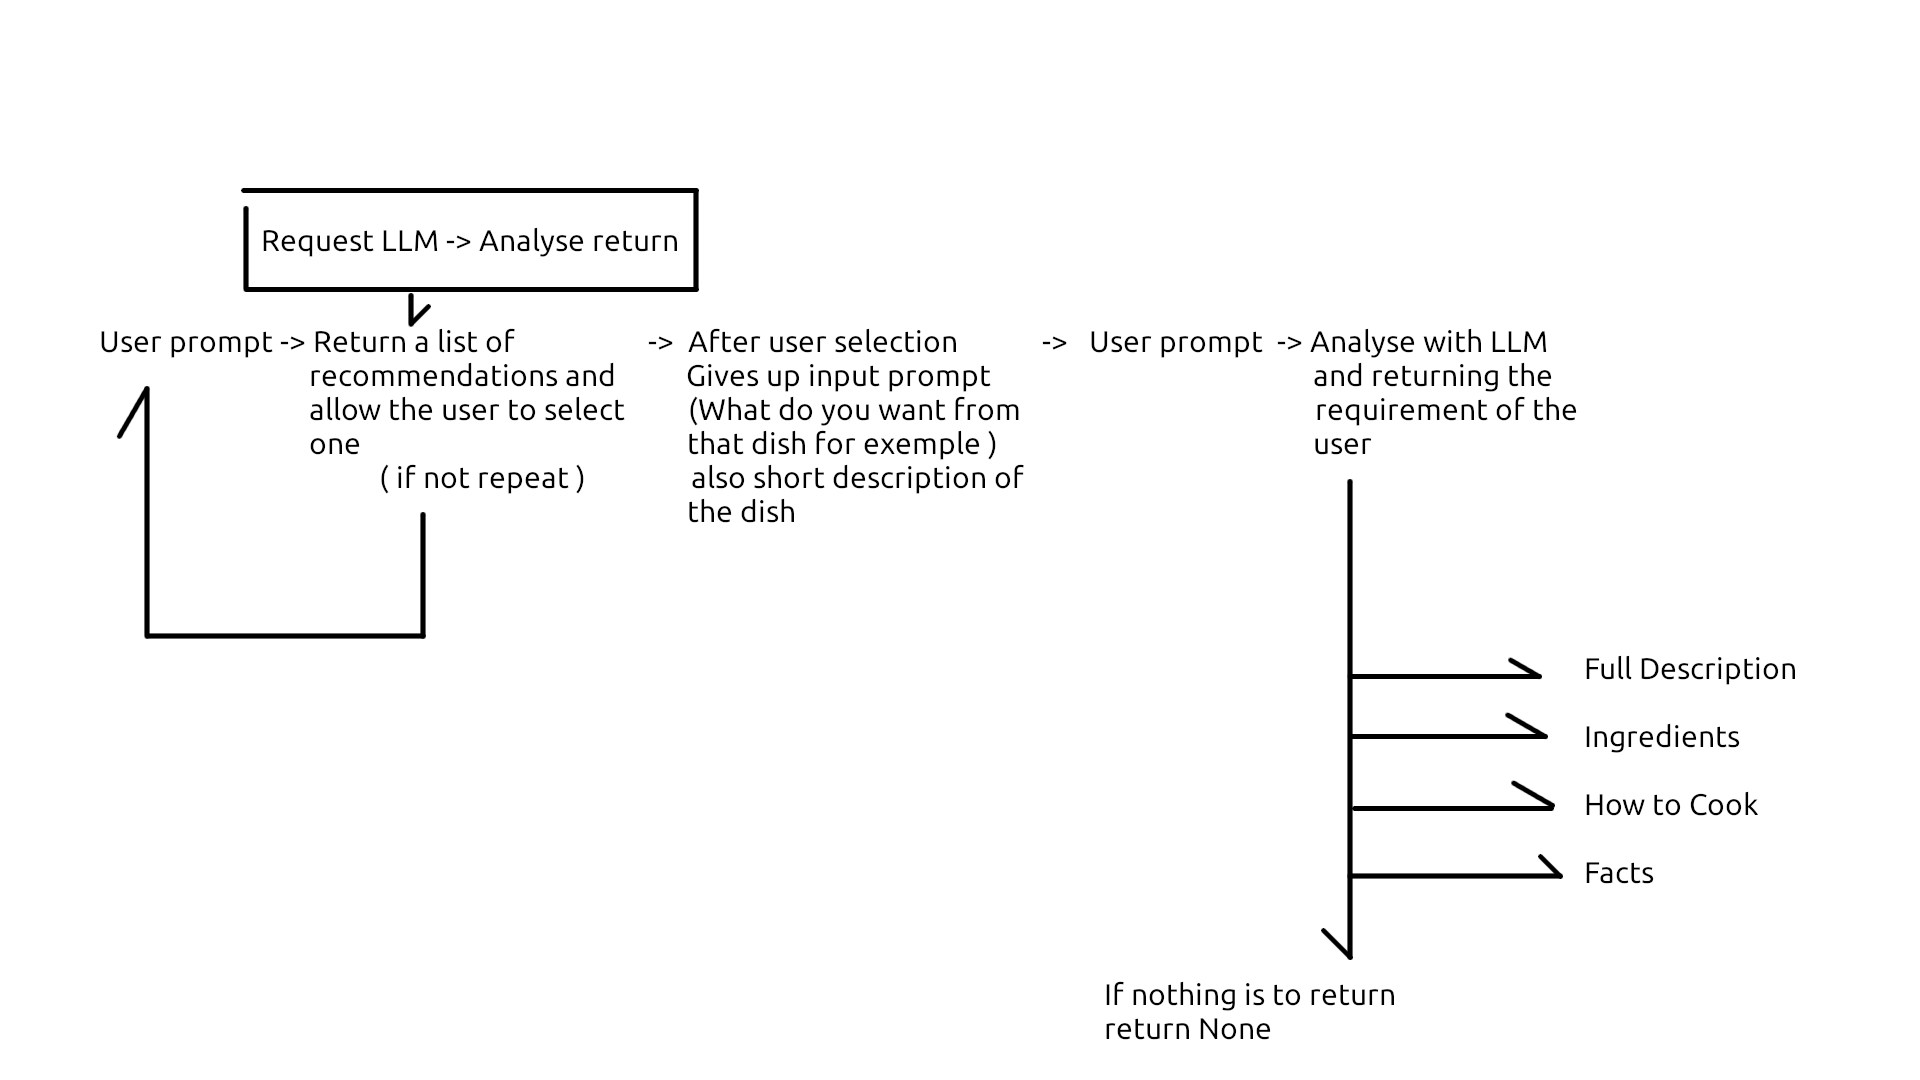 Request LLM -> Analyse return
User prompt -> Return a list of
recommendations and
allow the user to select
one
( if not repeat )
-> After user selection
Gives up input prompt
(What do you want from
that dish for exemple )
also short description of
the dish
-> User prompt -> Analyse with LLM
and returning the
requirement of the
user
Full Description
Ingredients
How to Cook
Facts
If nothing is to return
return None